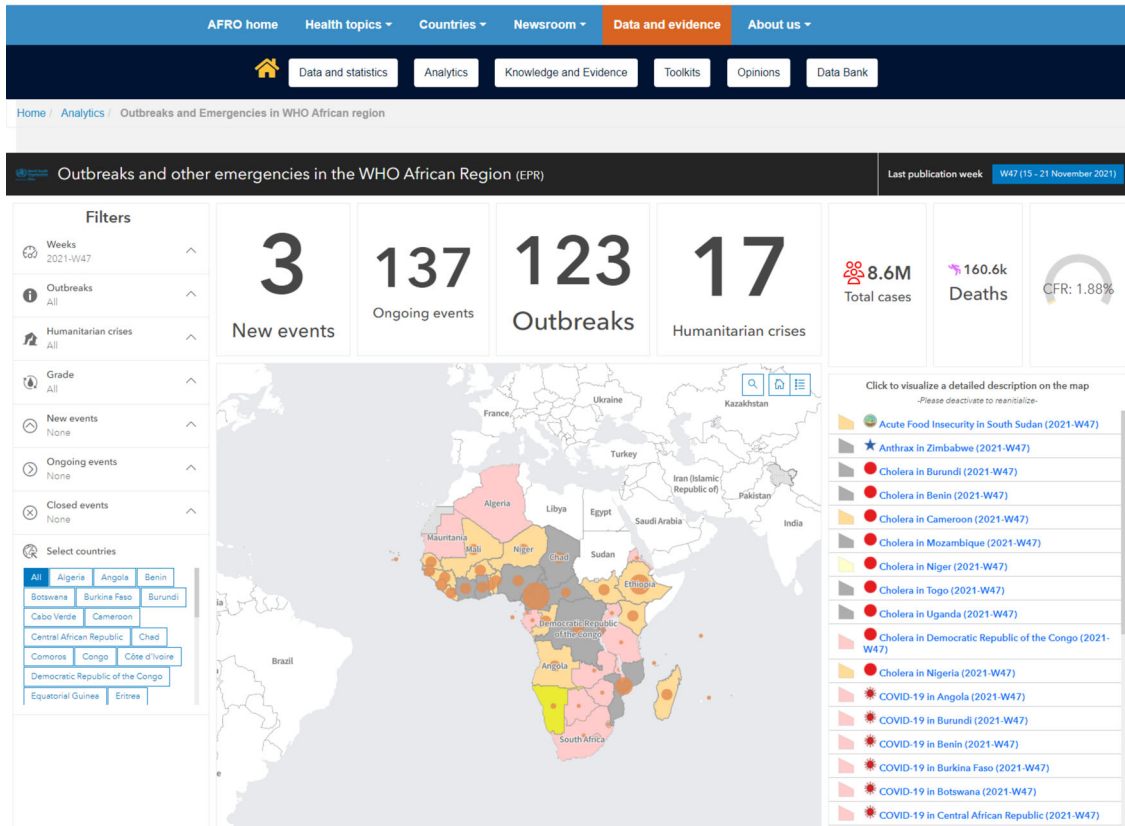 AFRO home Health topics Countries Newsroom Data and evidence About us
Data and statistics Analytics Knowledge and Evidence Toolkits Opinions Data Bank
Home / Analytics / Outbreaks and Emergencies in WHO African region
Outbreaks and other emergencies in the WHO African Region (EPR)
Last publication week W47 (15 - 21 November 2021)
Filters
Weeks
2021-W47
Outbreaks
All
Humanitarian crises
All
Grade
All
New events
None
Ongoing events
None
Closed events
None
Select countries
All Algeria Angola Benin
Botswana Burkina Faso Burundi
Cabo Verde Cameroon
Central African Republic Chad
Comoros Congo Côte d'Ivoire
Democratic Republic of the Congo
Equatorial Guinea Eritrea
3
New events
137
Ongoing events
123
Outbreaks
17
Humanitarian crises
8.6M
Total cases
160.6k
Deaths
CFR: 1.88%
Ukraine
Kazakhstan
France
Turkey
Iran (Islamic
Republic of)
Pakistan
Algeria
Libya
Egypt
Saudi Arabia
India
Mauritania
Mali
Niger
Chad
Sudan
Ethiopia
Democratic Republic
of the Congo
Brazil
Angola
South Africa
Click to visualize a detailed description on the map
-Please deactivate to reanitialize-
Acute Food Insecurity in South Sudan (2021-W47)
Anthrax in Zimbabwe (2021-W47)
Cholera in Burundi (2021-W47)
Cholera in Benin (2021-W47)
Cholera in Cameroon (2021-W47)
Cholera in Mozambique (2021-W47)
Cholera in Niger (2021-W47)
Cholera in Togo (2021-W47)
Cholera in Uganda (2021-W47)
Cholera in Democratic Republic of the Congo (2021-
W47)
Cholera in Nigeria (2021-W47)
COVID-19 in Angola (2021-W47)
COVID-19 in Burundi (2021-W47)
COVID-19 in Benin (2021-W47)
COVID-19 in Burkina Faso (2021-W47)
COVID-19 in Botswana (2021-W47)
COVID-19 in Central African Republic (2021-W47)